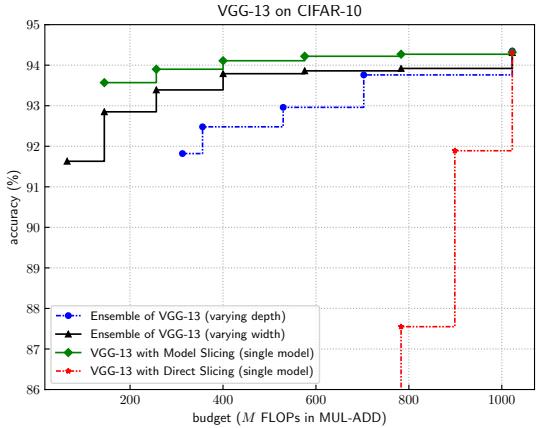 VGG-13 on CIFAR-10
95
94
93
92
91
90
89
88
87
86
accuracy (%)
Ensemble of VGG-13 (varying depth)
Ensemble of VGG-13 (varying width)
VGG-13 with Model Slicing (single model)
VGG-13 with Direct Slicing (single model)
200 400 600 800 1000
budget (M FLOPs in MUL-ADD)